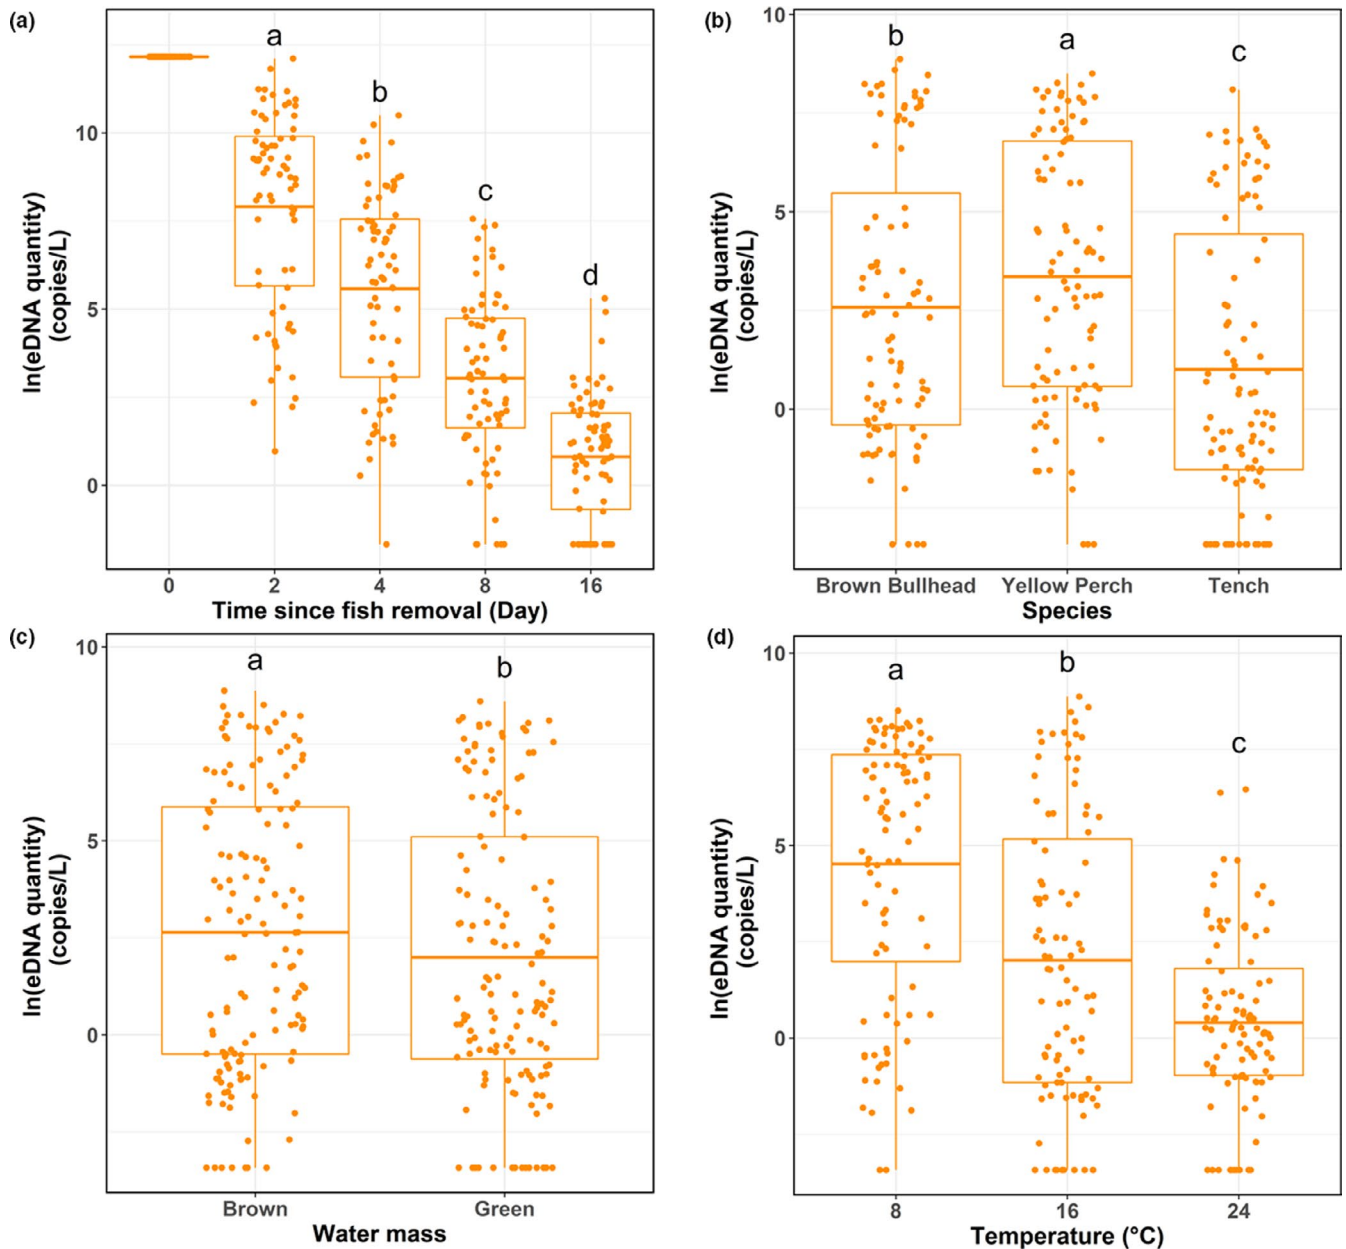 (a)
a
b
c
d
10
5
0
ln(eDNA quantity)
(copies/L)
0 2 4 8 16
Time since fish removal (Day)
(b)
b a c
10
5
0
ln(eDNA quantity)
(copies/L)
Brown Bullhead Yellow Perch Tench
Species
(c)
a b
10
5
0
ln(eDNA quantity)
(copies/L)
Brown Green
Water mass
(d)
a b
c
10
5
0
ln(eDNA quantity)
(copies/L)
8 16 24
Temperature (°C)